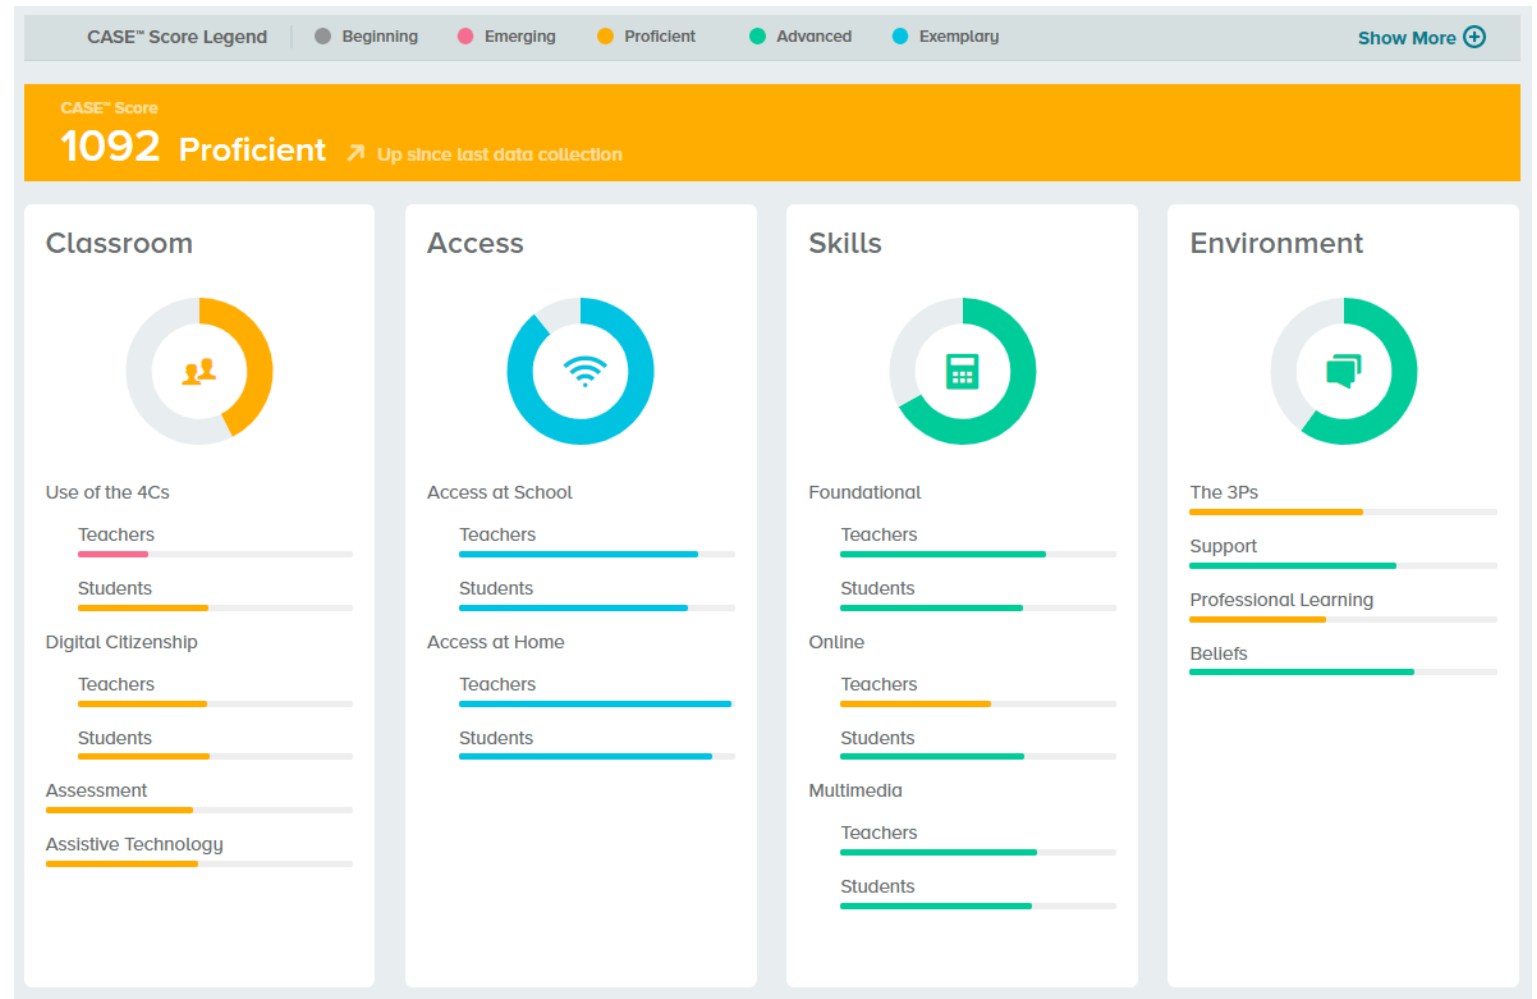 CASE™ Score Legend Beginning Emerging Proficient Advanced Exemplary Show More
CASE™ Score
1092 Proficient Up since last data collection
Classroom
Use of the 4Cs
Teachers
Students
Digital Citizenship
Teachers
Students
Assessment
Assistive Technology
Access
Access at School
Teachers
Students
Access at Home
Teachers
Students
Skills
Foundational
Teachers
Students
Online
Teachers
Students
Multimedia
Teachers
Students
Environment
The 3Ps
Support
Professional Learning
Beliefs